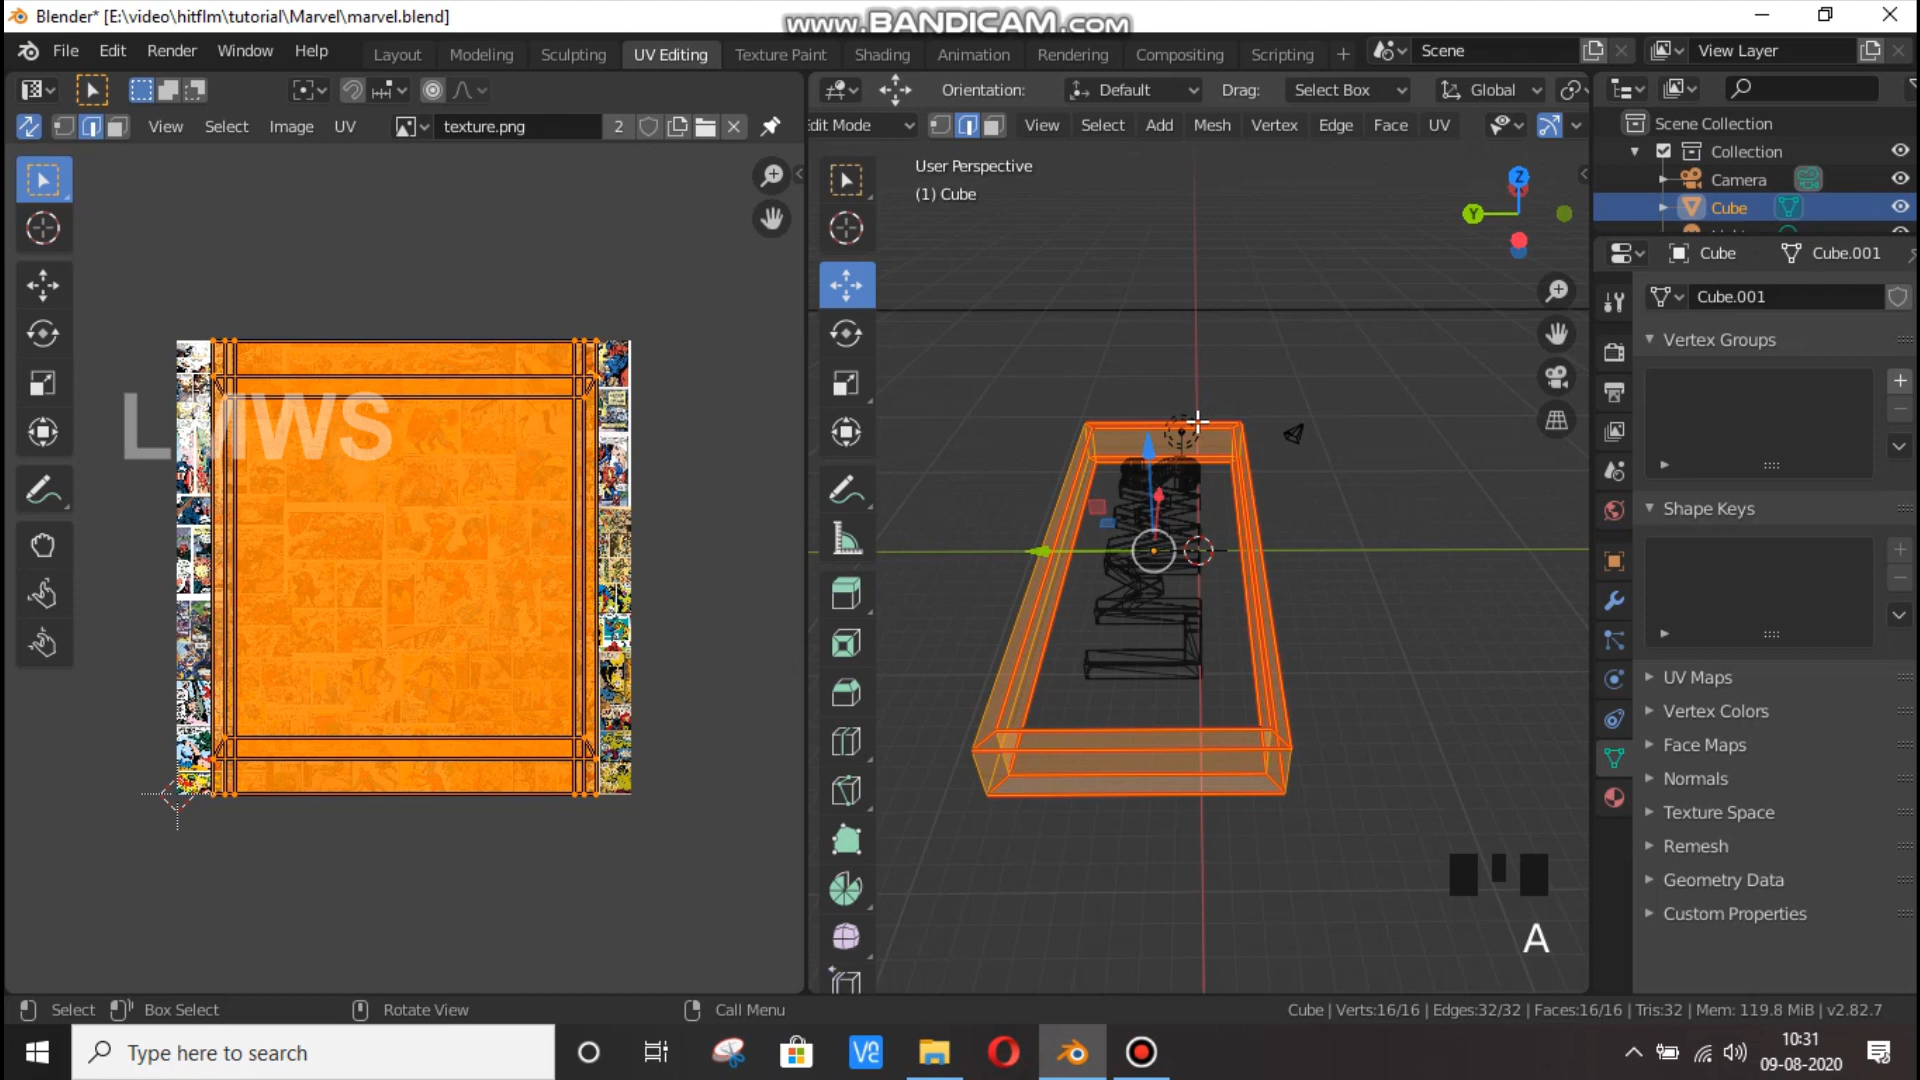 Blender* [E:\video\hitflm\tutorial\Marvel\marvel.blend]
www.BANDICAM.com
File Edit Render Window Help
Layout Modeling Sculpting UV Editing Texture Paint Shading Animation Rendering Compositing Scripting +
Scene
View Layer
Orientation: Default Drag: Select Box Global
View Select Image UV texture.png 2
dit Mode View Select Add Mesh Vertex Edge Face UV
User Perspective
(1) Cube
Z
Y
Scene Collection
Collection
Camera
Cube
Cube Cube.001
Cube.001
Vertex Groups
Shape Keys
UV Maps
Vertex Colors
Face Maps
Normals
Texture Space
Remesh
Geometry Data
Custom Properties
A
Select Box Select Rotate View Call Menu
Cube | Verts:16/16 | Edges:32/32 | Faces:16/16 | Tris:32 | Mem: 119.8 MiB | v2.82.7
Type here to search
10:31
09-08-2020